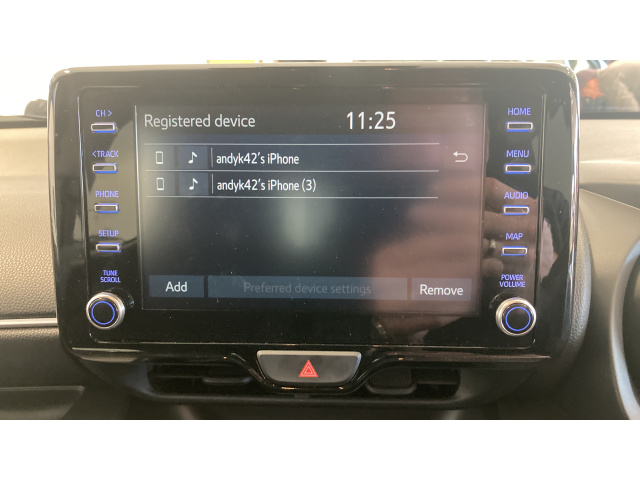 CH >
<TRACK
PHONE
SETUP
TUNE
SCROLL
Registered device
11:25
andyk42's iPhone
andyk42's iPhone (3)
Add
Preferred device settings
Remove
HOME
MENU
AUDIO
MAP
POWER
VOLUME